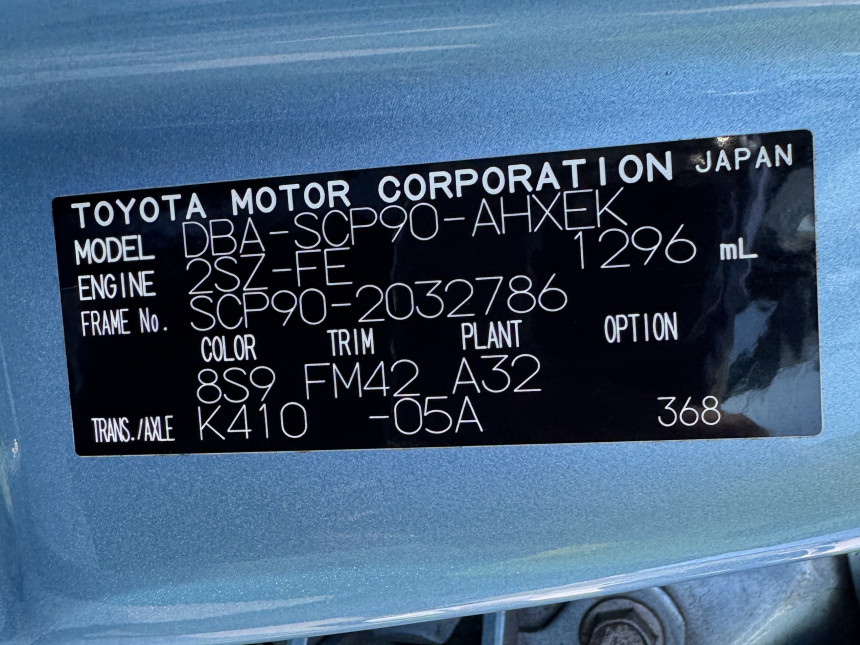 TOYOTA MOTOR CORPORATION JAPAN
MODEL DBA-SCP90-AHXEK
ENGINE 2SZ-FE 1296 mL
FRAME No. SCP90-2032786
COLOR TRIM PLANT OPTION
8S9 FM42 A32
TRANS./AXLE K410 -05A 368